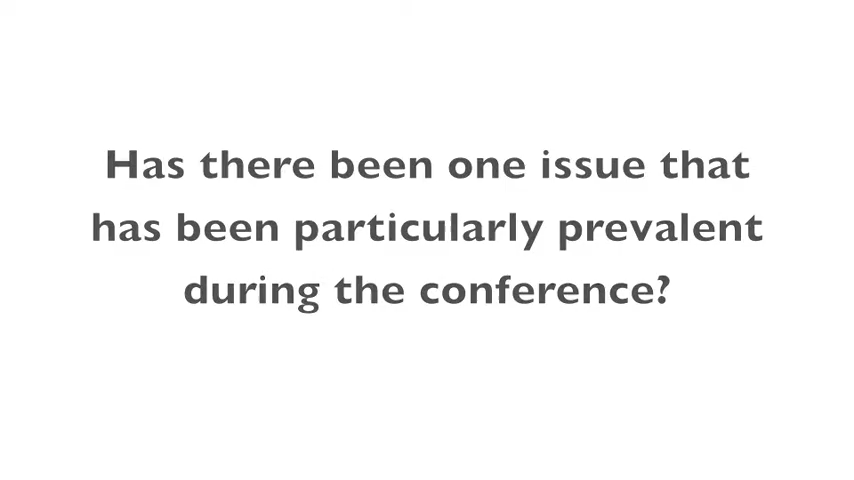 Has there been one issue that
has been particularly prevalent
during the conference?